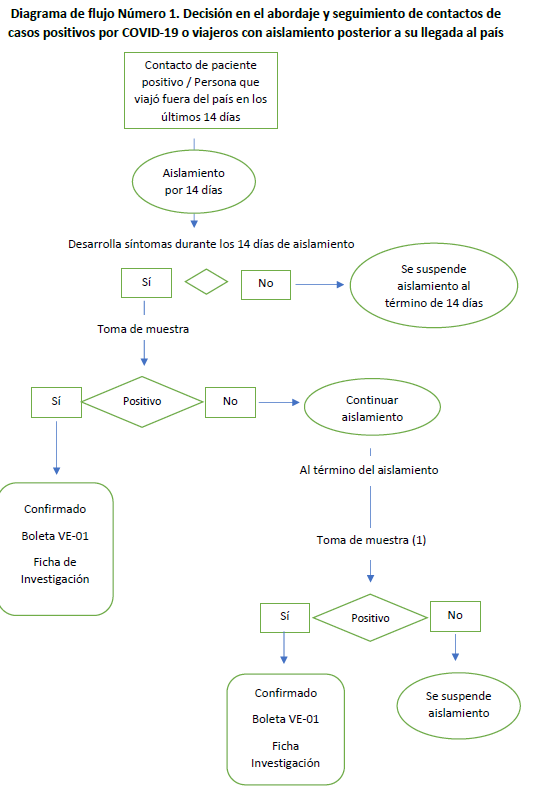 Diagrama de flujo Número 1. Decisión en el abordaje y seguimiento de contactos de
casos positivos por COVID-19 o viajeros con aislamiento posterior a su llegada al país
Contacto de paciente
positivo / Persona que
viajó fuera del país en los
últimos 14 días
Aislamiento
por 14 días
Desarrolla síntomas durante los 14 días de aislamiento
Sí
No
Se suspende
aislamiento al
término de 14 días
Toma de muestra
Sí
Positivo
No
Continuar
aislamiento
Al término del aislamiento
Confirmado
Boleta VE-01
Ficha de
Investigación
Toma de muestra (1)
Sí
Positivo
No
Confirmado
Boleta VE-01
Ficha
Investigación
Se suspende
aislamiento